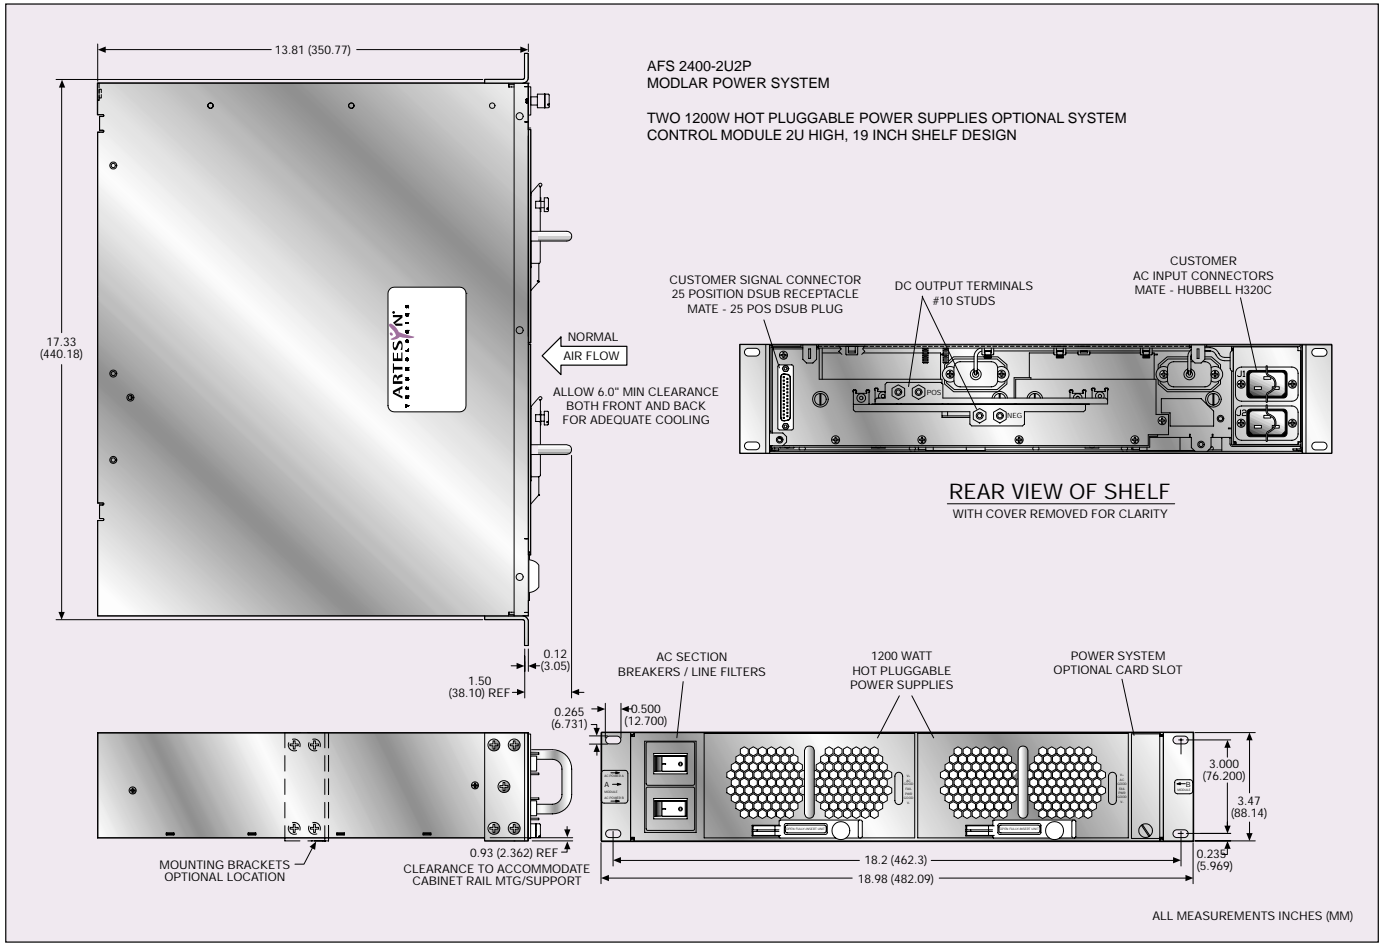 13.81 (350.77)
AFS 2400-2U2P
MODLAR POWER SYSTEM
TWO 1200W HOT PLUGGABLE POWER SUPPLIES OPTIONAL SYSTEM
CONTROL MODULE 2U HIGH, 19 INCH SHELF DESIGN
17.33
(440.18)
ARTESYN
NORMAL
AIR FLOW
ALLOW 6.0" MIN CLEARANCE
BOTH FRONT AND BACK
FOR ADEQUATE COOLING
CUSTOMER SIGNAL CONNECTOR
25 POSITION DSUB RECEPTACLE
MATE - 25 POS DSUB PLUG
DC OUTPUT TERMINALS
#10 STUDS
CUSTOMER
AC INPUT CONNECTORS
MATE - HUBBELL H320C
POS
NEG
J1
J2
REAR VIEW OF SHELF
WITH COVER REMOVED FOR CLARITY
0.12
(3.05)
1.50
(38.10) REF
0.265
(6.731)
0.500
(12.700)
AC SECTION
BREAKERS / LINE FILTERS
1200 WATT
HOT PLUGGABLE
POWER SUPPLIES
POWER SYSTEM
OPTIONAL CARD SLOT
A
3.000
(76.200)
3.47
(88.14)
0.235
(5.969)
MOUNTING BRACKETS
OPTIONAL LOCATION
0.93 (2.362) REF
CLEARANCE TO ACCOMMODATE
CABINET RAIL MTG/SUPPORT
18.2 (462.3)
18.98 (482.09)
ALL MEASUREMENTS INCHES (MM)